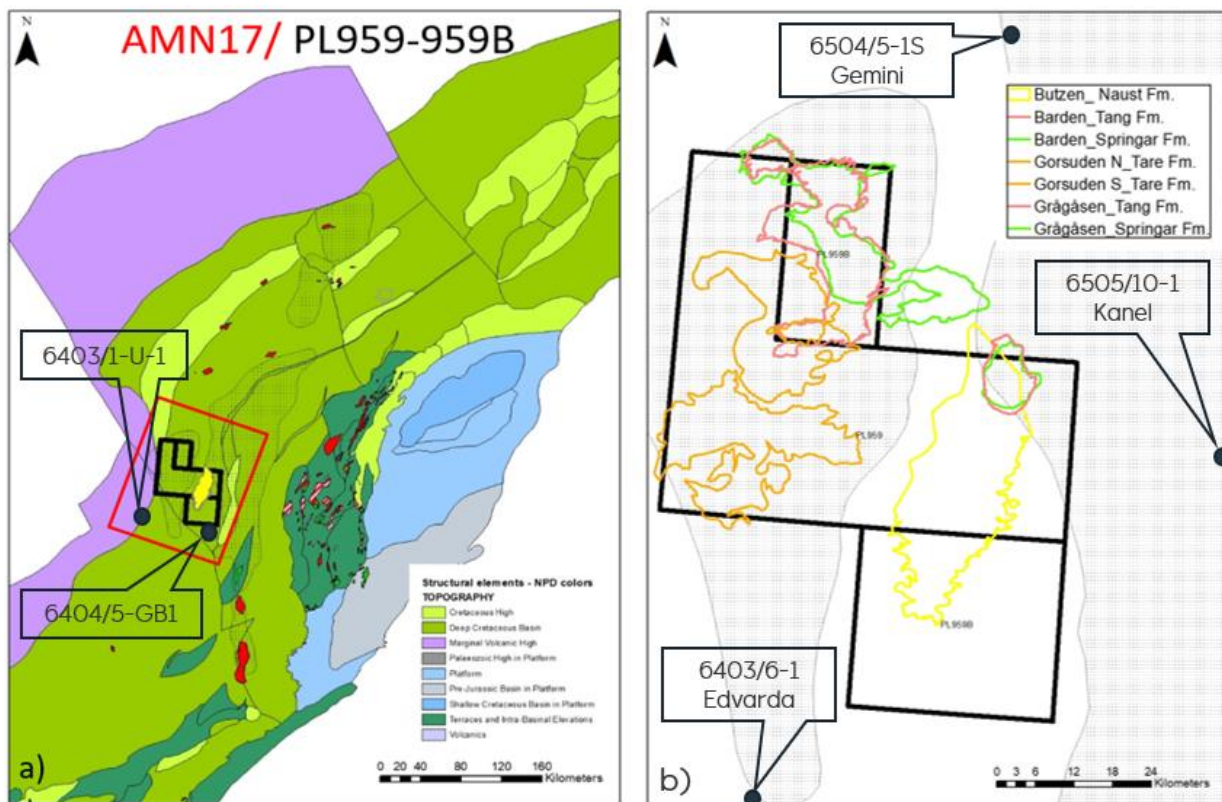 N
AMN17/ PL959-959B
6403/1-U-1
6404/5-GB1
Structural elements - NPD colors
TOPOGRAPHY
Cretaceous High
Deep Cretaceous Basin
Marginal Volcanic High
Palaeozoic High in Platform
Platform
Pre-Jurassic Basin in Platform
Shallow Cretaceous Basin in Platform
Terraces and Intra-Basinal Elevations
Volcanics
0 20 40 80 120 160
Kilometers
a)
N
6504/5-1S
Gemini
Butzen_ Naust Fm.
Barden_Tang Fm.
Barden_Springar Fm.
Gorsuden N_Tare Fm.
Gorsuden S_Tare Fm.
Grågåsen_Tang Fm.
Grågåsen_Springar Fm.
PL959B
6505/10-1
Kanel
PL959
PL959B
6403/6-1
Edvarda
0 3 6 12 18 24
Kilometers
b)